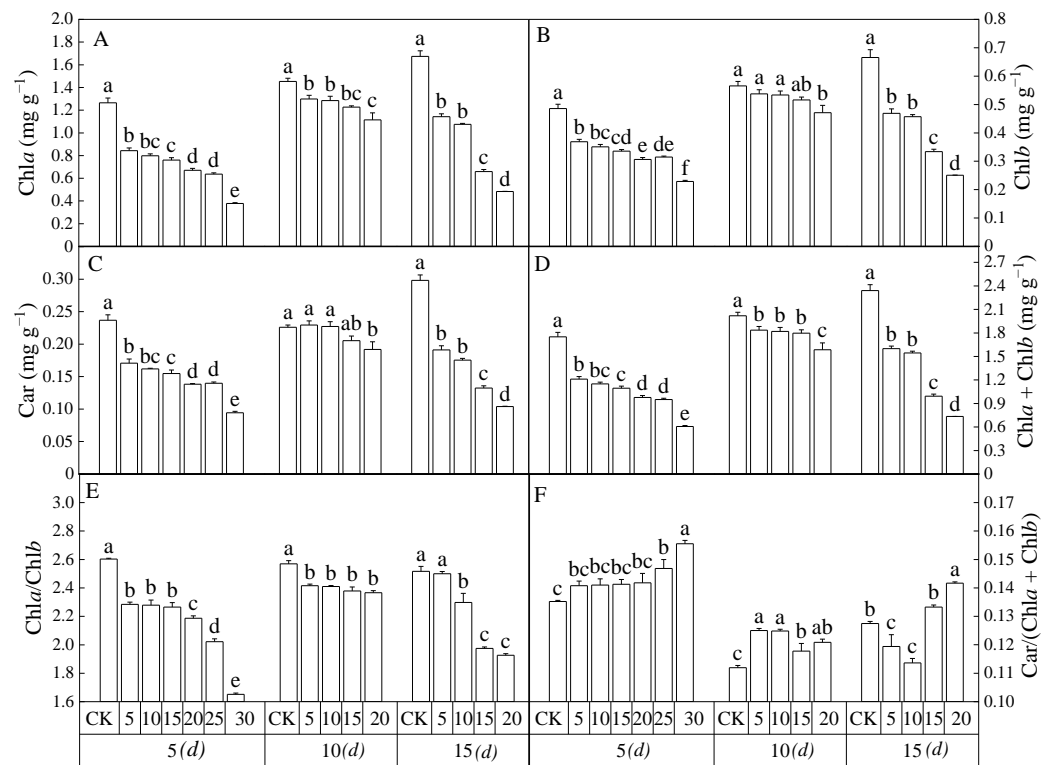 A
Chla (mg g⁻¹)
2.0
1.8
1.6
1.4
1.2
1.0
0.8
0.6
0.4
0.2
0
a b bc c d d e
a b b bc c
a b b c d
B
Chlb (mg g⁻¹)
0.8
0.7
0.6
0.5
0.4
0.3
0.2
0.1
0
a b bc cd e de f
a a a ab b
a b b c d
C
Car (mg g⁻¹)
0.30
0.25
0.20
0.15
0.10
0.05
0
a b bc c d d e
a a a ab b
a b b c d
D
Chla + Chlb (mg g⁻¹)
2.7
2.4
2.1
1.8
1.5
1.2
0.9
0.6
0.3
0
a b bc c d d e
a b b b c
a b b c d
E
Chla/Chlb
3.0
2.8
2.6
2.4
2.2
2.0
1.8
1.6
a b b b c d e
a b b b b
a a b c c
F
Car/(Chla + Chlb)
0.17
0.16
0.15
0.14
0.13
0.12
0.11
0.10
c bc bc bc bc b a
c a a b ab
b c c b a
CK 5 10 15 20 25 30 CK 5 10 15 20 CK 5 10 15 20 CK 5 10 15 20 25 30 CK 5 10 15 20 CK 5 10 15 20
5(d) 10(d) 15(d) 5(d) 10(d) 15(d)